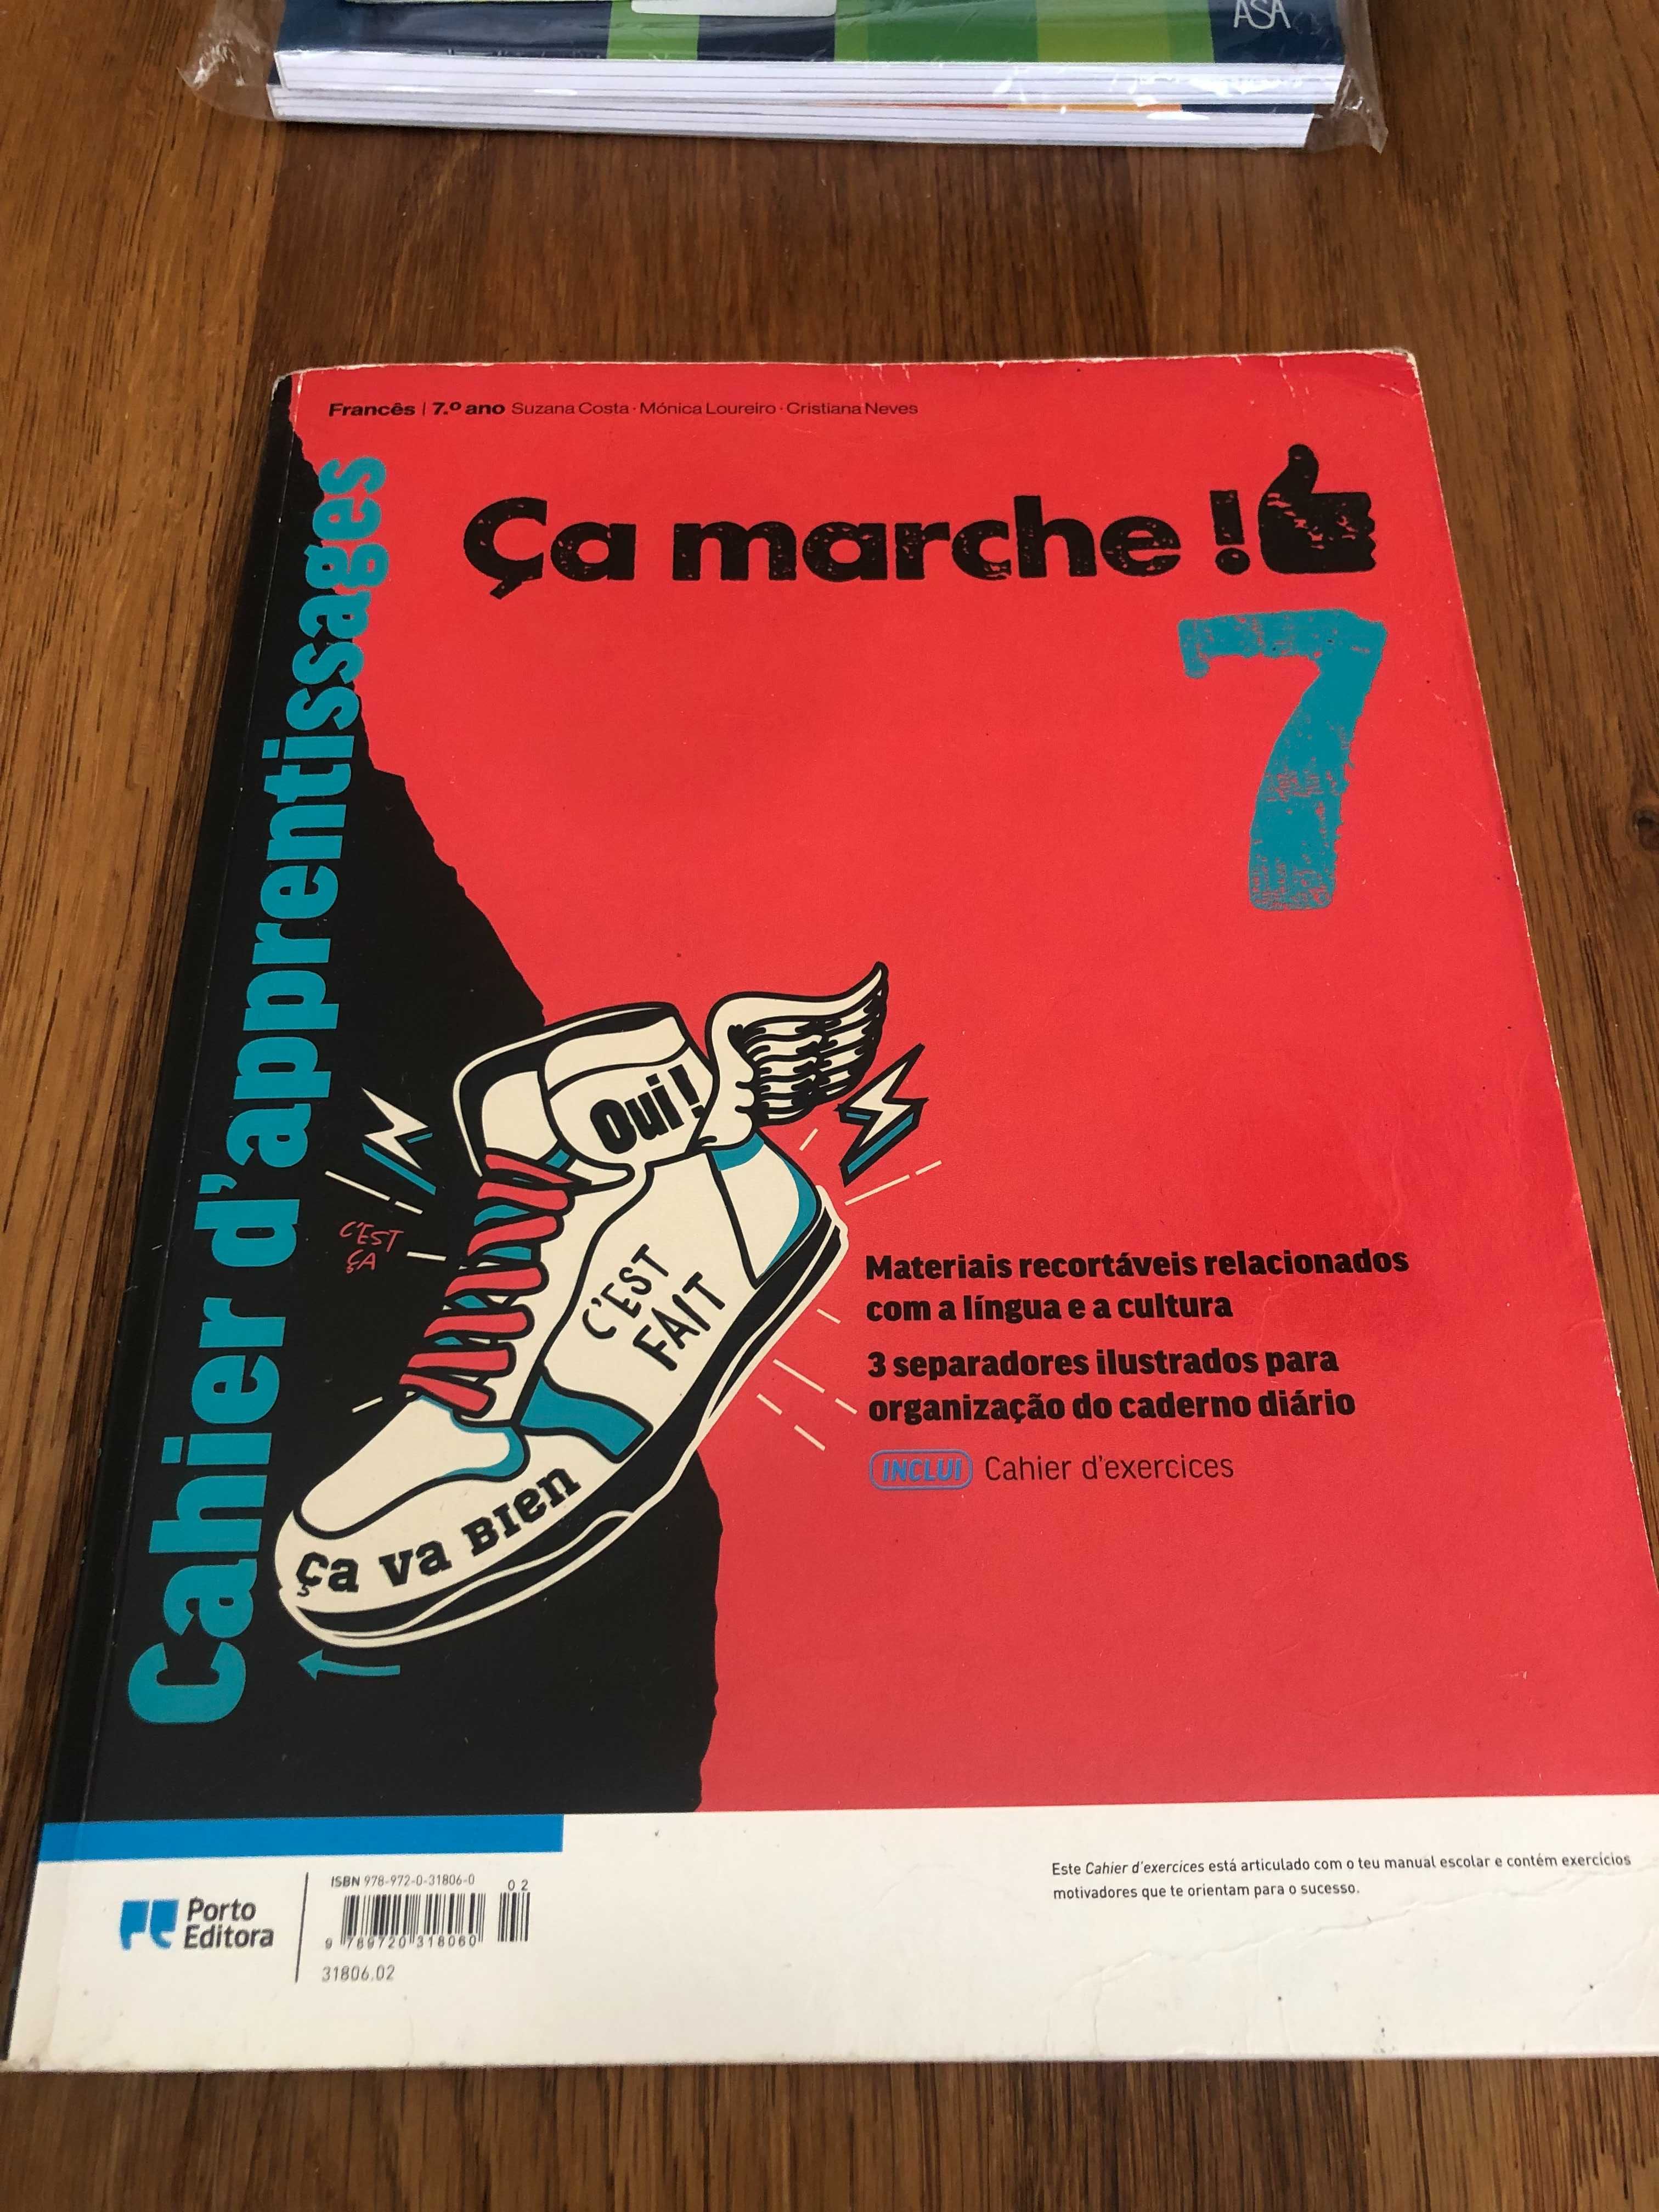 ASA
Francês | 7.º ano Suzana Costa · Mónica Loureiro · Cristiana Neves
Ça marche !
7
Cahier d'apprentissages
Oui !
C'EST
ÇA
C'EST
FAIT
Ça va BIen
Materiais recortáveis relacionados
com a língua e a cultura
3 separadores ilustrados para
organização do caderno diário
INCLUI Cahier d'exercices
Este Cahier d'exercices está articulado com o teu manual escolar e contém exercícios
motivadores que te orientam para o sucesso.
Porto
Editora
ISBN 978-972-0-31806-0
02
9 789720 318060
31806.02